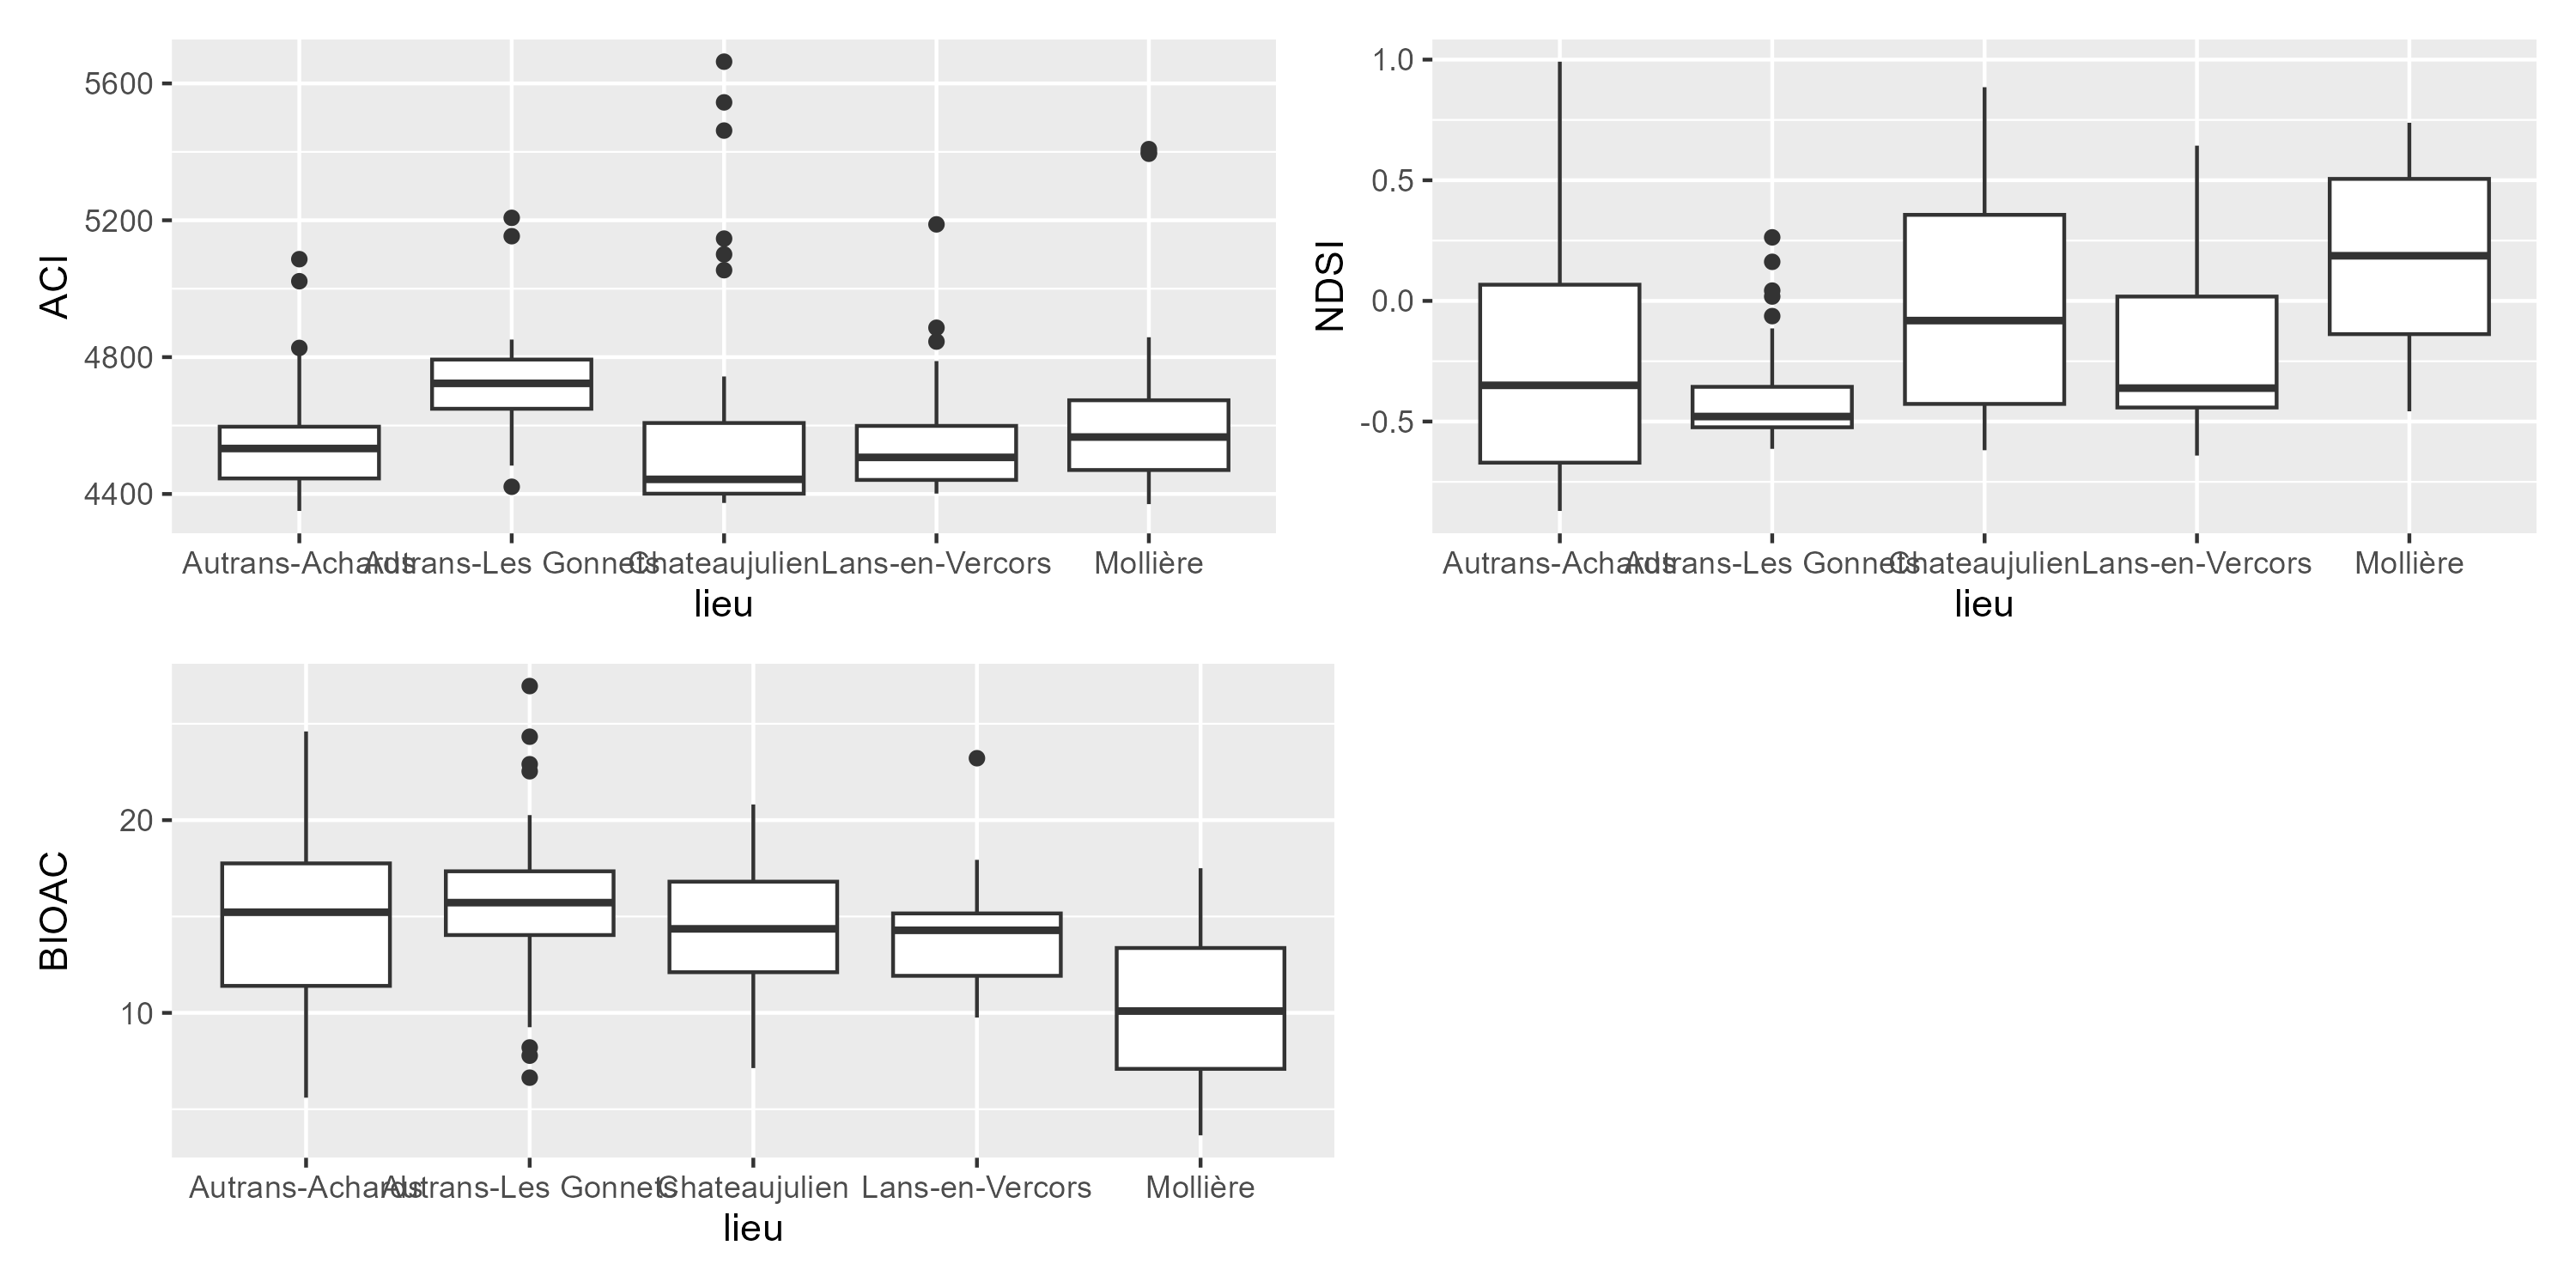 ACI
5600
5200
4800
4400
Autrans-Achards Autrans-Les Gonnets Chateaujulien Lans-en-Vercors Mollière
lieu
NDSI
1.0
0.5
0.0
-0.5
Autrans-Achards Autrans-Les Gonnets Chateaujulien Lans-en-Vercors Mollière
lieu
BIOAC
20
10
Autrans-Achards Autrans-Les Gonnets Chateaujulien Lans-en-Vercors Mollière
lieu